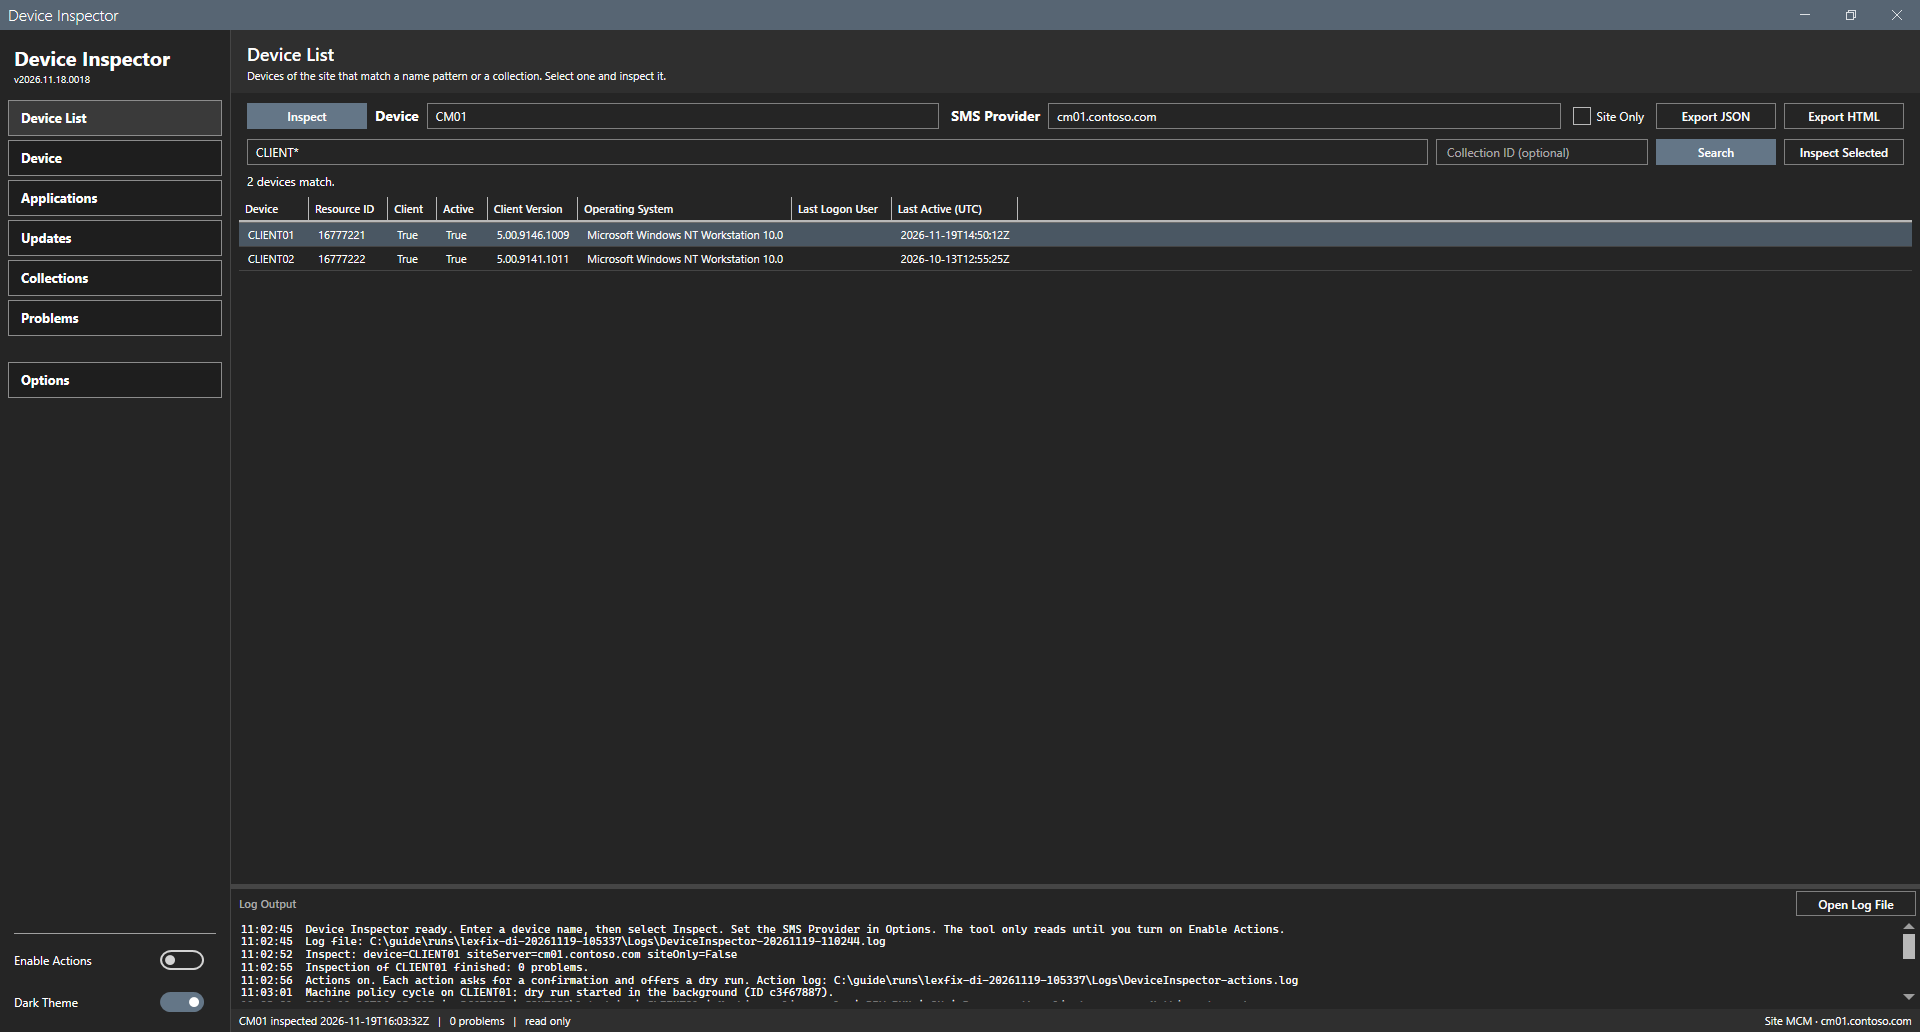 Device Inspector
Device Inspector
v2026.11.18.0018
Device List
Device
Applications
Updates
Collections
Problems
Options
Enable Actions
Dark Theme
Device List
Devices of the site that match a name pattern or a collection. Select one and inspect it.
Inspect Device CM01 SMS Provider cm01.contoso.com Site Only Export JSON Export HTML
CLIENT* Collection ID (optional) Search Inspect Selected
2 devices match.
Device Resource ID Client Active Client Version Operating System Last Logon User Last Active (UTC)
CLIENT01 16777221 True True 5.00.9146.1009 Microsoft Windows NT Workstation 10.0 2026-11-19T14:50:12Z
CLIENT02 16777222 True True 5.00.9141.1011 Microsoft Windows NT Workstation 10.0 2026-10-13T12:55:25Z
Log Output Open Log File
11:02:45 Device Inspector ready. Enter a device name, then select Inspect. Set the SMS Provider in Options. The tool only reads until you turn on Enable Actions.
11:02:45 Log file: C:\guide\runs\lexfix-di-20261119-105337\Logs\DeviceInspector-20261119-110244.log
11:02:52 Inspect: device=CLIENT01 siteServer=cm01.contoso.com siteOnly=False
11:02:55 Inspection of CLIENT01 finished: 0 problems.
11:02:56 Actions on. Each action asks for a confirmation and offers a dry run. Action log: C:\guide\runs\lexfix-di-20261119-105337\Logs\DeviceInspector-actions.log
11:03:01 Machine policy cycle on CLIENT01: dry run started in the background (ID c3f67887).
CM01 inspected 2026-11-19T16:03:32Z | 0 problems | read only
Site MCM · cm01.contoso.com